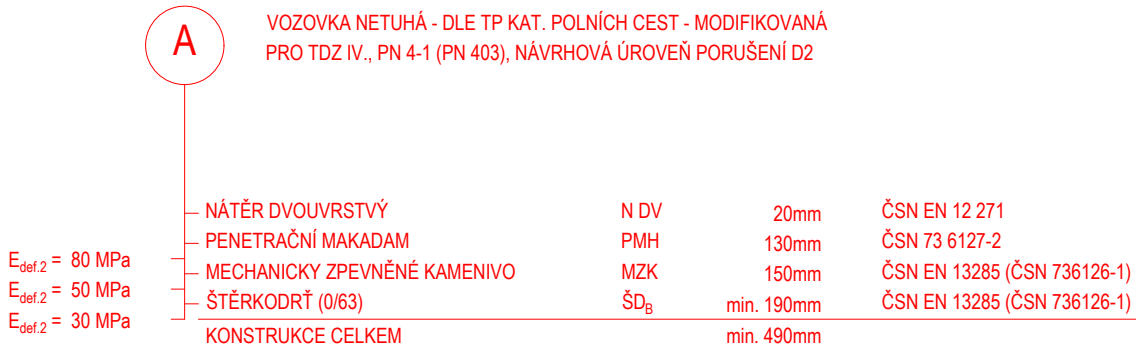 A
VOZOVKA NETUHÁ - DLE TP KAT. POLNÍCH CEST - MODIFIKOVANÁ
PRO TDZ IV., PN 4-1 (PN 403), NÁVRHOVÁ ÚROVEŇ PORUŠENÍ D2
NÁTĚR DVOUVRSTVÝ N DV 20mm ČSN EN 12 271
PENETRAČNÍ MAKADAM PMH 130mm ČSN 73 6127-2
Edef.2 = 80 MPa
MECHANICKY ZPEVNĚNÉ KAMENIVO MZK 150mm ČSN EN 13285 (ČSN 736126-1)
Edef.2 = 50 MPa
ŠTĚRKODRŤ (0/63) ŠDB min. 190mm ČSN EN 13285 (ČSN 736126-1)
Edef.2 = 30 MPa
KONSTRUKCE CELKEM min. 490mm